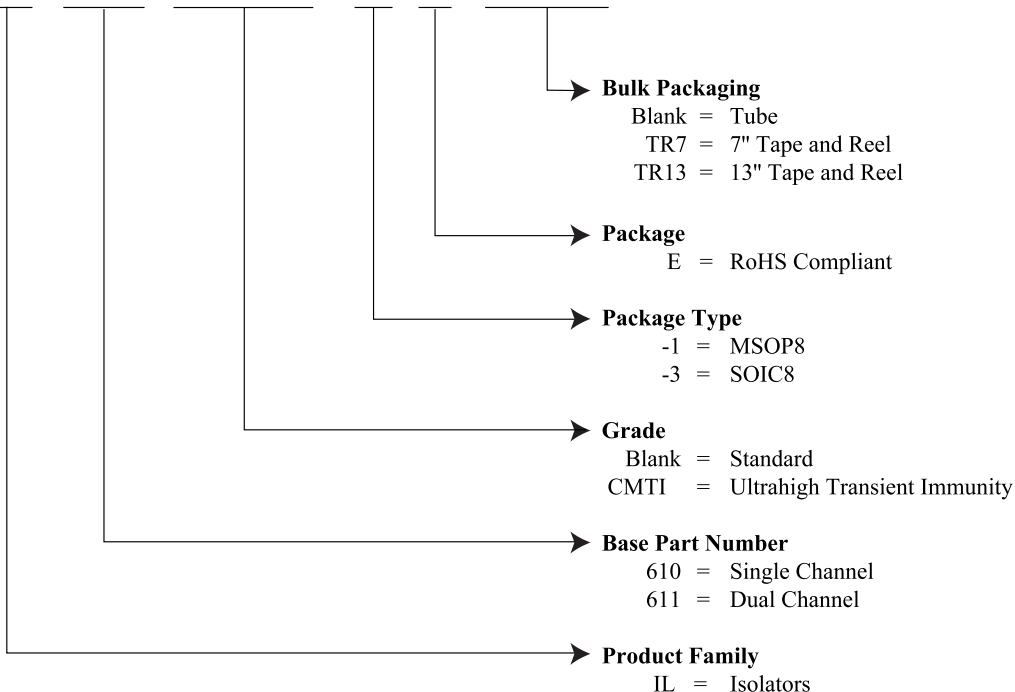 Bulk Packaging
Blank = Tube
TR7 = 7" Tape and Reel
TR13 = 13" Tape and Reel
Package
E = RoHS Compliant
Package Type
-1 = MSOP8
-3 = SOIC8
Grade
Blank = Standard
CMTI = Ultrahigh Transient Immunity
Base Part Number
610 = Single Channel
611 = Dual Channel
Product Family
IL = Isolators